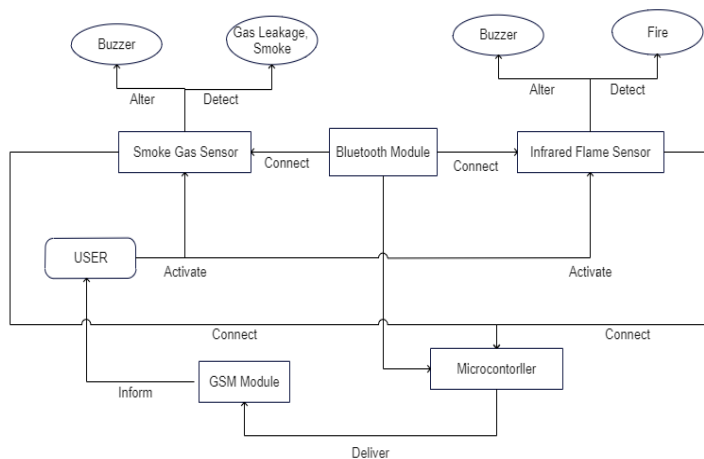 Buzzer
Gas Leakage,
Smoke
Buzzer
Fire
Alter
Detect
Alter
Detect
Smoke Gas Sensor
Connect
Bluetooth Module
Connect
Infrared Flame Sensor
USER
Activate
Activate
Connect
Connect
Inform
GSM Module
Microcontorller
Deliver